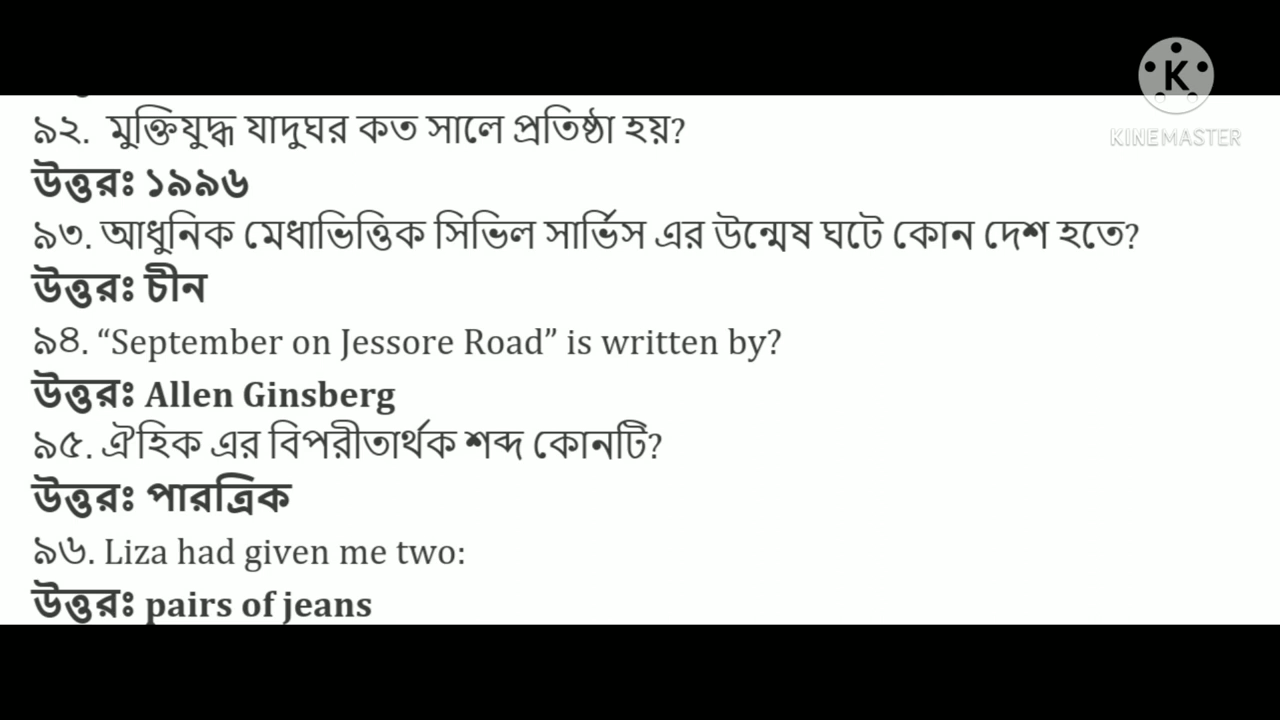 K
KINEMASTER
৯২. মুক্তিযুদ্ধ যাদুঘর কত সালে প্রতিষ্ঠা হয়?
উত্তরঃ ১৯৯৬
৯৩. আধুনিক মেধাভিত্তিক সিভিল সার্ভিস এর উন্মেষ ঘটে কোন দেশ হতে?
উত্তরঃ চীন
৯৪. “September on Jessore Road” is written by?
উত্তরঃ Allen Ginsberg
৯৫. ঐহিক এর বিপরীতার্থক শব্দ কোনটি?
উত্তরঃ পারত্রিক
৯৬. Liza had given me two:
উত্তরঃ pairs of jeans